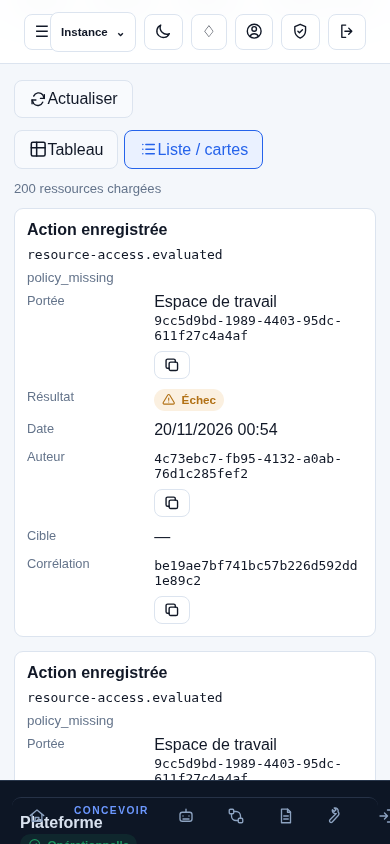 Instance
Actualiser
Tableau
Liste / cartes
200 ressources chargées
Action enregistrée
resource-access.evaluated
policy_missing
Portée
Espace de travail
9cc5d9bd-1989-4403-95dc-
611f27c4a4af
Résultat
Échec
Date
20/11/2026 00:54
Auteur
4c73ebc7-fb95-4132-a0ab-
76d1c285fef2
Cible
—
Corrélation
be19ae7bf741bc57b226d592dd
1e89c2
Action enregistrée
resource-access.evaluated
policy_missing
Portée
Espace de travail
9cc5d9bd-1989-4403-95dc-
611f27c4a4af
CONCEVOIR
Plateforme
Opérationnelle